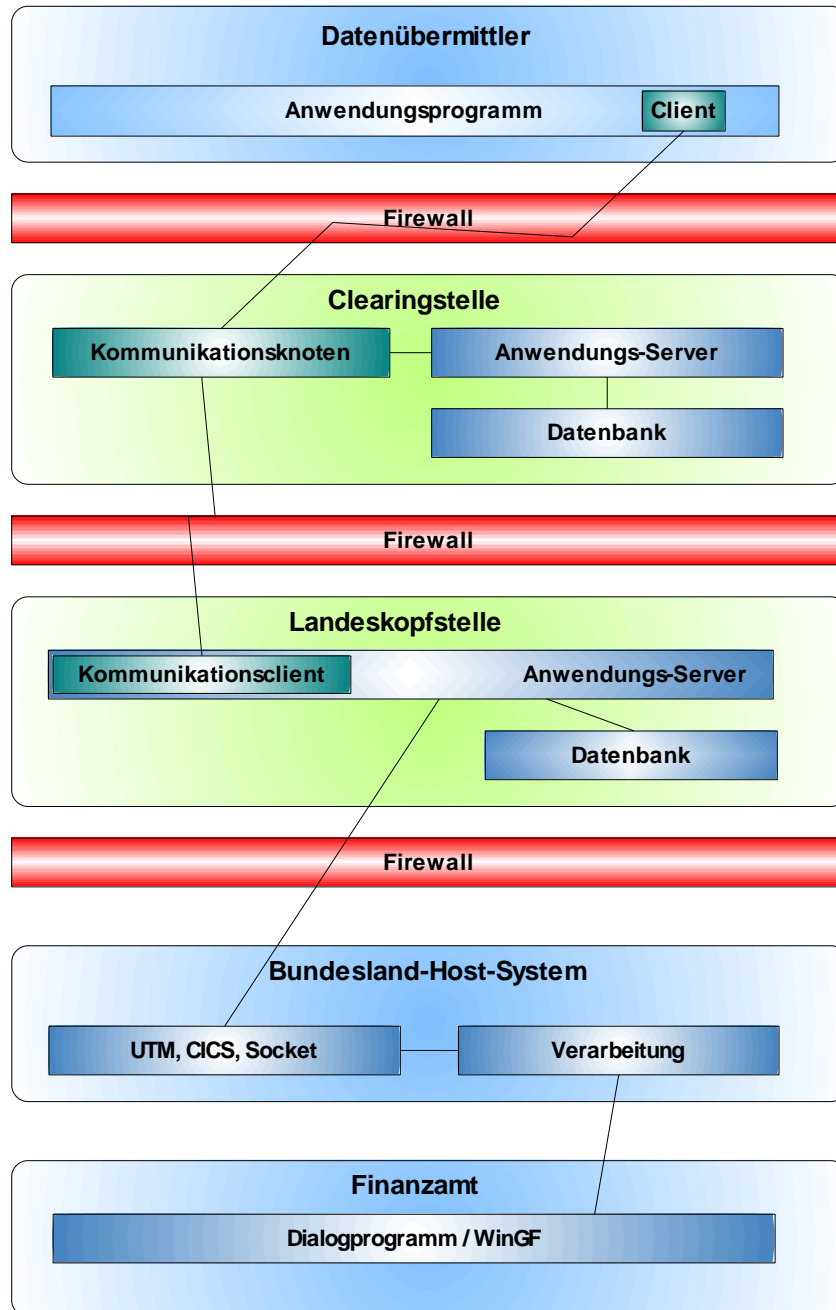 Datenübermittler
Anwendungsprogramm
Client
Firewall
Clearingstelle
Kommunikationsknoten
Anwendungs-Server
Datenbank
Firewall
Landeskopfstelle
Kommunikationsclient
Anwendungs-Server
Datenbank
Firewall
Bundesland-Host-System
UTM, CICS, Socket
Verarbeitung
Finanzamt
Dialogprogramm / WinGF